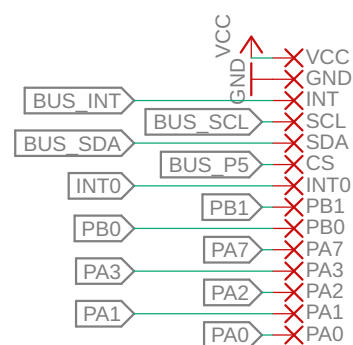 VCC
GND
VCC
GND
BUS_INT INT
BUS_SCL SCL
BUS_SDA SDA
BUS_P5 CS
INT0 INT0
PB1 PB1
PB0 PB0
PA7 PA7
PA3 PA3
PA2 PA2
PA1 PA1
PA0 PA0